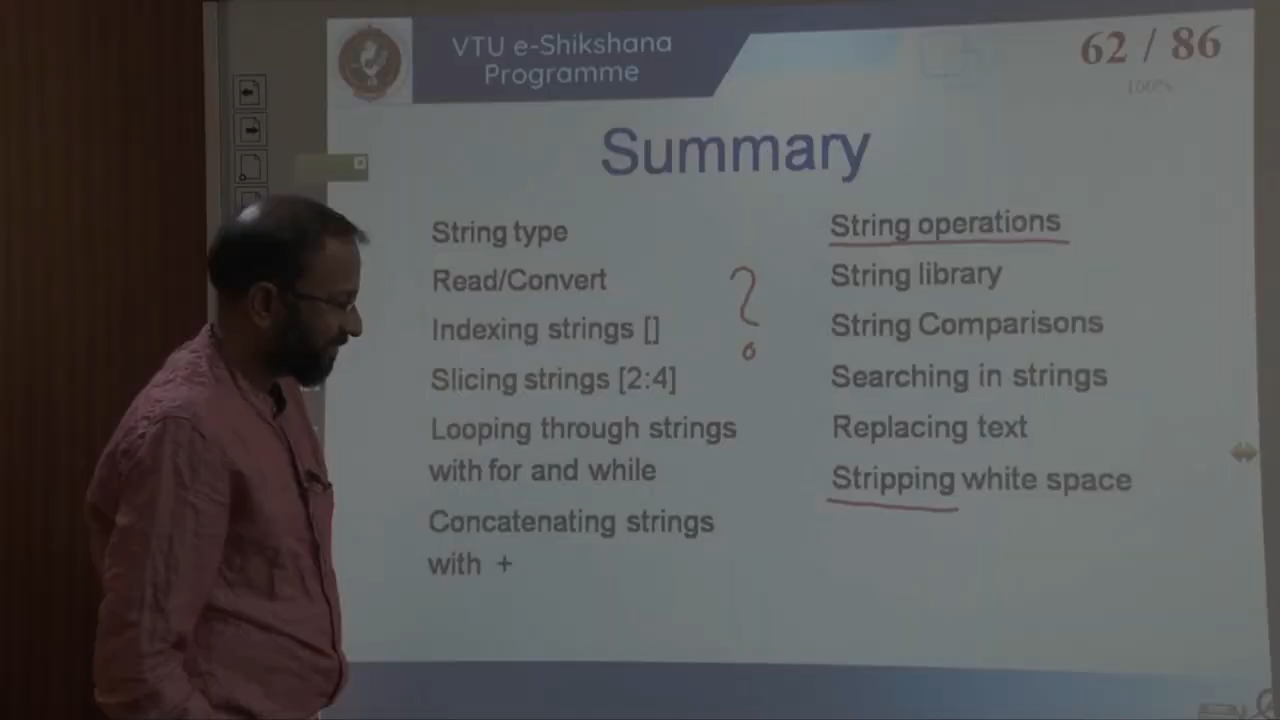 VTU e-Shikshana
Programme
62 / 86
100%
Summary
String type
Read/Convert
Indexing strings []
Slicing strings [2:4]
Looping through strings
with for and while
Concatenating strings
with +
?
String operations
String library
String Comparisons
Searching in strings
Replacing text
Stripping white space